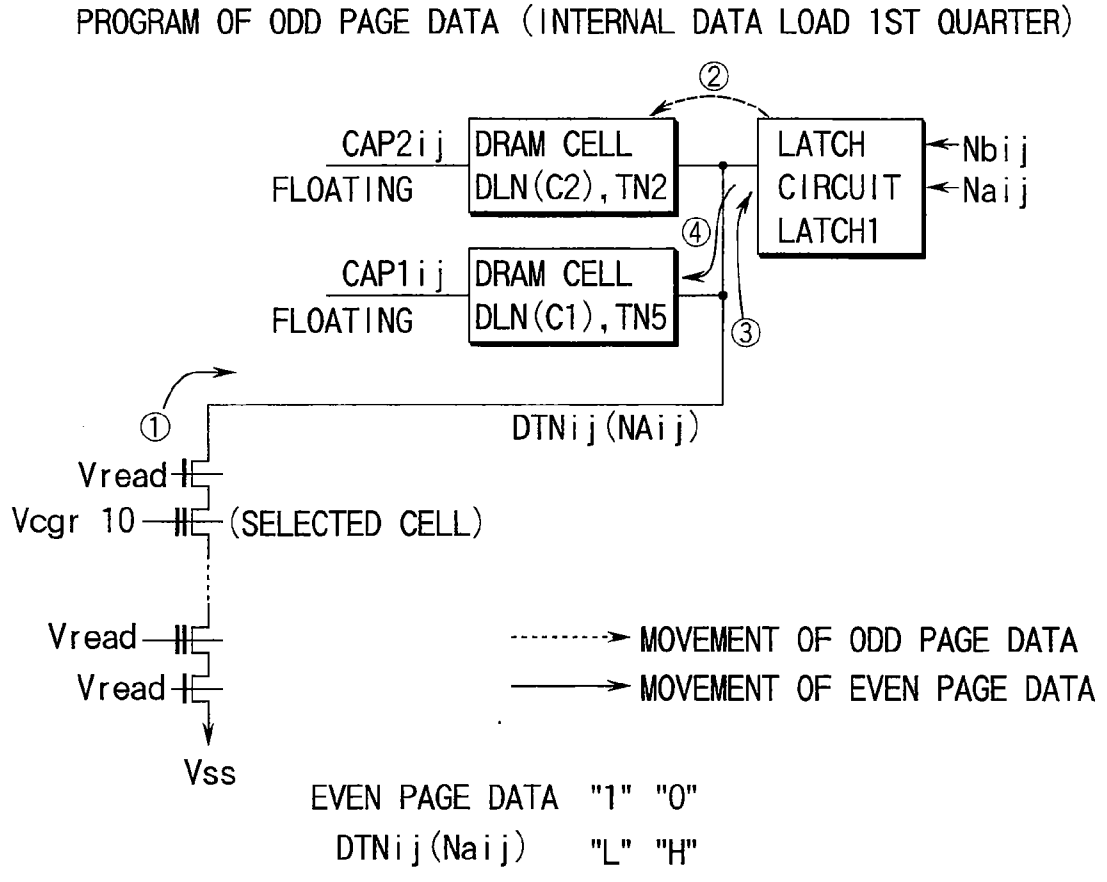 PROGRAM OF ODD PAGE DATA (INTERNAL DATA LOAD 1ST QUARTER)
②
CAP2ij
FLOATING
DRAM CELL
DLN(C2),TN2
LATCH
CIRCUIT
LATCH1
Nbij
Naij
④
CAP1ij
FLOATING
DRAM CELL
DLN(C1),TN5
③
①
DTNij(NAij)
Vread
Vcgr 10
(SELECTED CELL)
Vread
Vread
MOVEMENT OF ODD PAGE DATA
MOVEMENT OF EVEN PAGE DATA
Vss
EVEN PAGE DATA "1" "0"
DTNij(Naij) "L" "H"